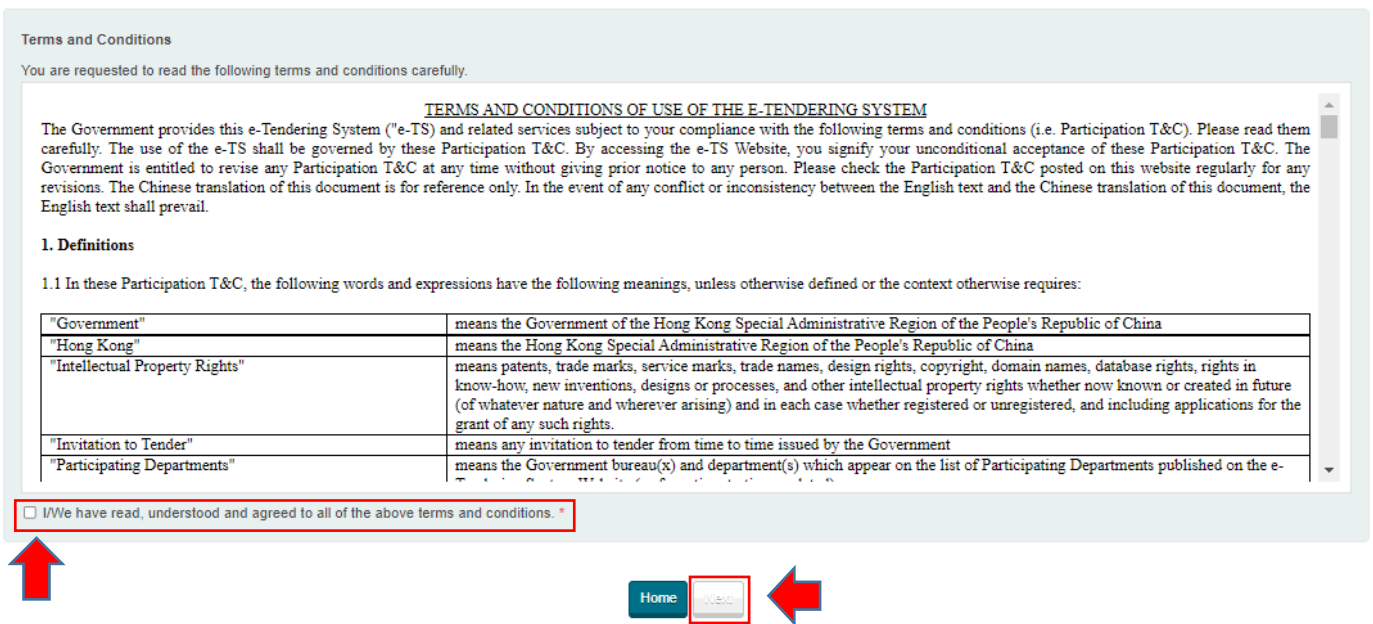 Terms and Conditions
You are requested to read the following terms and conditions carefully.
TERMS AND CONDITIONS OF USE OF THE E-TENDERING SYSTEM
The Government provides this e-Tendering System ("e-TS) and related services subject to your compliance with the following terms and conditions (i.e. Participation T&C). Please read them
carefully. The use of the e-TS shall be governed by these Participation T&C. By accessing the e-TS Website, you signify your unconditional acceptance of these Participation T&C. The
Government is entitled to revise any Participation T&C at any time without giving prior notice to any person. Please check the Participation T&C posted on this website regularly for any
revisions. The Chinese translation of this document is for reference only. In the event of any conflict or inconsistency between the English text and the Chinese translation of this document, the
English text shall prevail.
1. Definitions
1.1 In these Participation T&C, the following words and expressions have the following meanings, unless otherwise defined or the context otherwise requires:
"Government" means the Government of the Hong Kong Special Administrative Region of the People's Republic of China
"Hong Kong" means the Hong Kong Special Administrative Region of the People's Republic of China
"Intellectual Property Rights" means patents, trade marks, service marks, trade names, design rights, copyright, domain names, database rights, rights in
know-how, new inventions, designs or processes, and other intellectual property rights whether now known or created in future
(of whatever nature and wherever arising) and in each case whether registered or unregistered, and including applications for the
grant of any such rights.
"Invitation to Tender" means any invitation to tender from time to time issued by the Government
"Participating Departments" means the Government bureau(x) and department(s) which appear on the list of Participating Departments published on the e-
I/We have read, understood and agreed to all of the above terms and conditions. *
Home Next